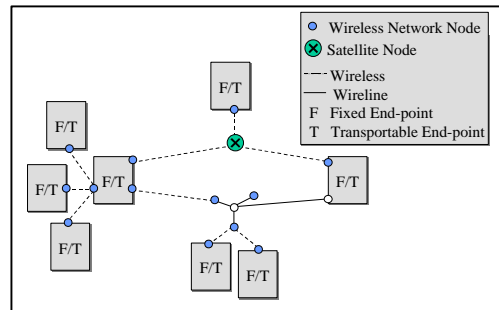 Wireless Network Node
Satellite Node
Wireless
Wireline
F Fixed End-point
T Transportable End-point
F/T
F/T
F/T
F/T
F/T
F/T
F/T
F/T